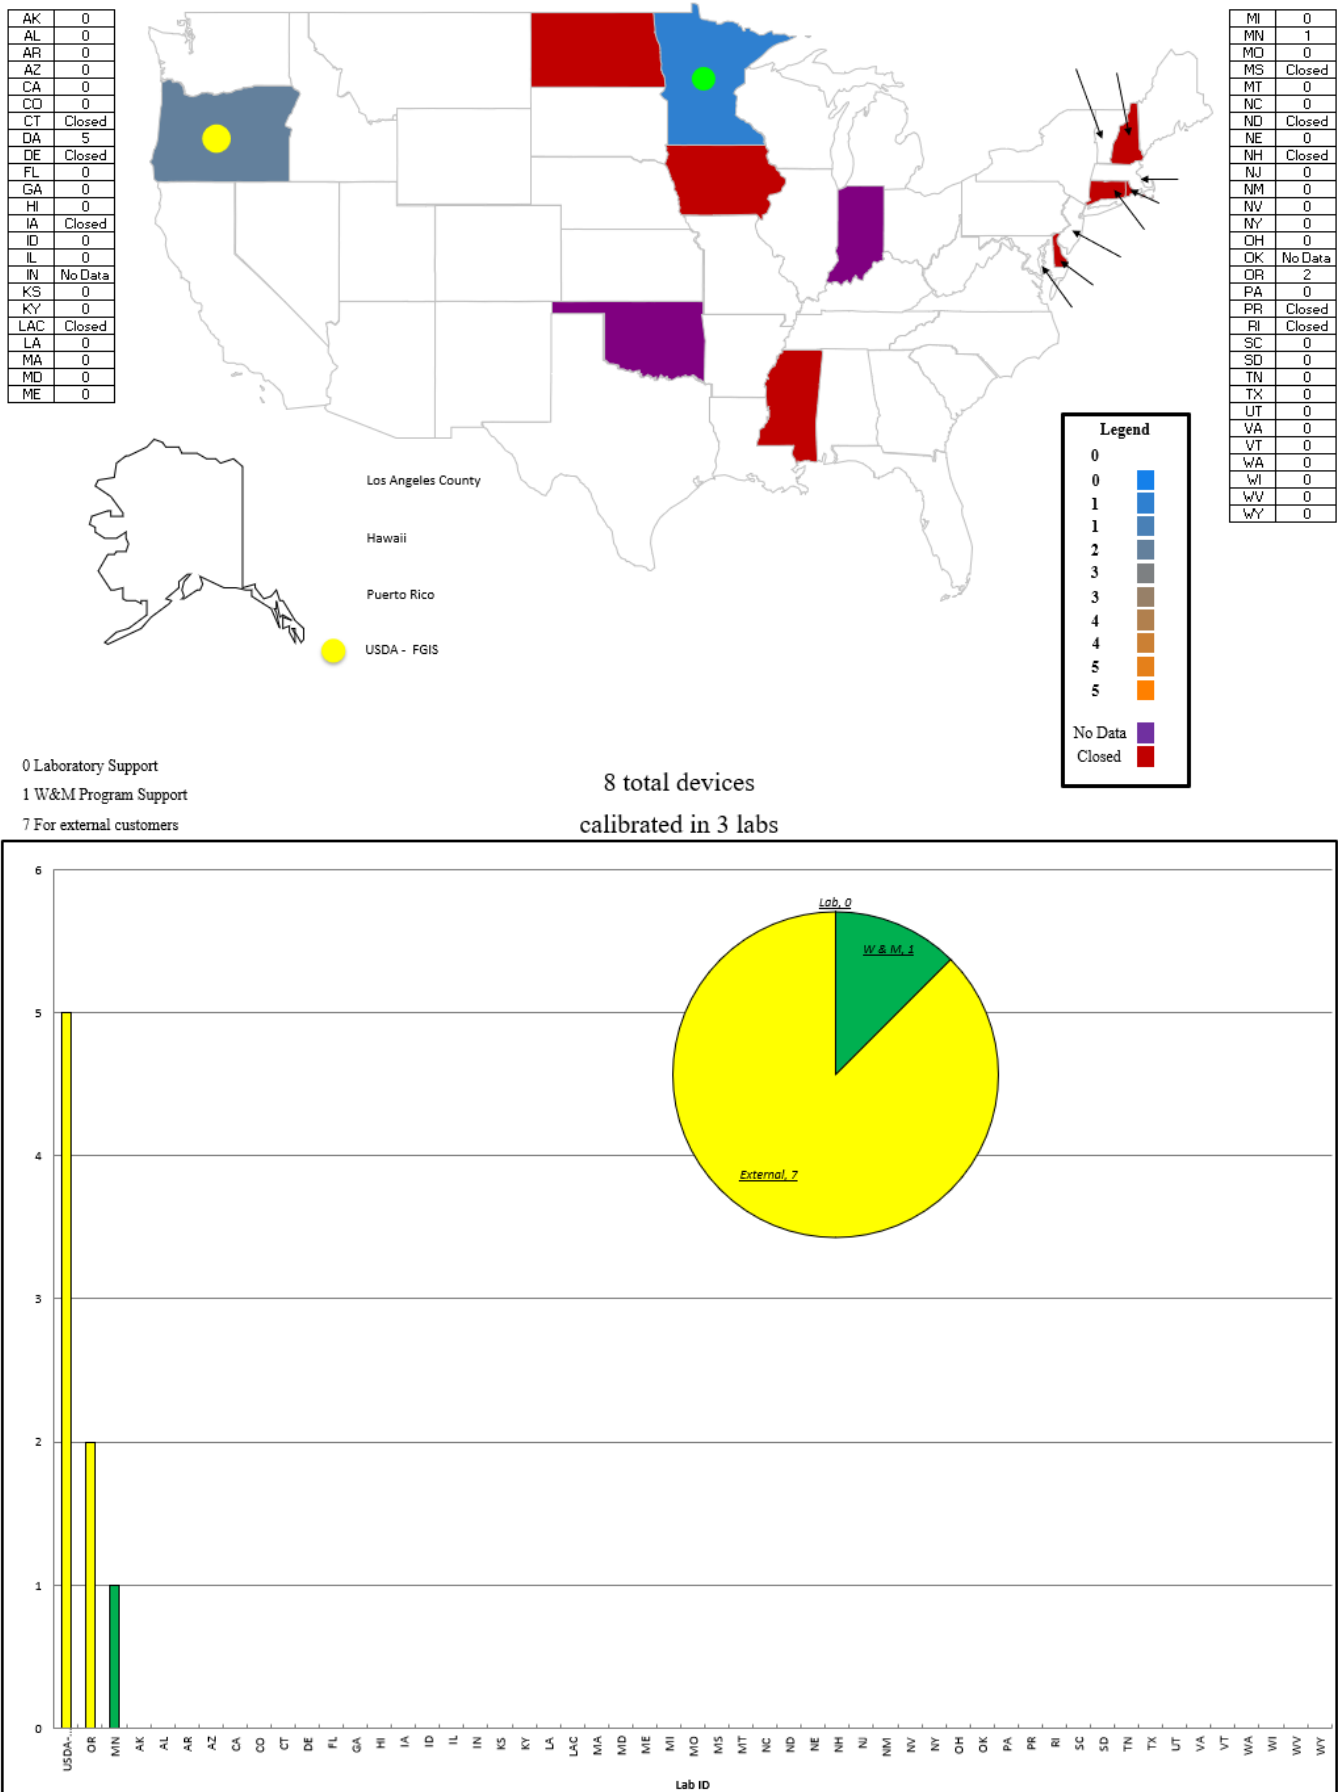 AK 0
AL 0
AR 0
AZ 0
CA 0
CO 0
CT Closed
DA 5
DE Closed
FL 0
GA 0
HI 0
IA Closed
ID 0
IL 0
IN No Data
KS 0
KY 0
LAC Closed
LA 0
MA 0
MD 0
ME 0
MI 0
MN 1
MO 0
MS Closed
MT 0
NC 0
ND Closed
NE 0
NH Closed
NJ 0
NM 0
NV 0
NY 0
OH 0
OK No Data
OR 2
PA 0
PR Closed
RI Closed
SC 0
SD 0
TN 0
TX 0
UT 0
VA 0
VT 0
WA 0
WI 0
WV 0
WY 0
Los Angeles County
Hawaii
Puerto Rico
USDA - FGIS
Legend
0
0
1
1
2
3
3
4
4
5
5
No Data
Closed
0 Laboratory Support
1 W&M Program Support
7 For external customers
8 total devices
calibrated in 3 labs
6
5
4
3
2
1
0
Lab, 0
W & M, 1
External, 7
USDA-...
OR
MN
AK
AL
AR
AZ
CA
CO
CT
DE
FL
GA
HI
IA
ID
IL
IN
KS
KY
LA
LAC
MA
MD
ME
MI
MO
MS
MT
NC
ND
NE
NH
NJ
NM
NV
NY
OH
OK
PA
PR
RI
SC
SD
TN
TX
UT
VA
VT
WA
WI
WV
WY
Lab ID